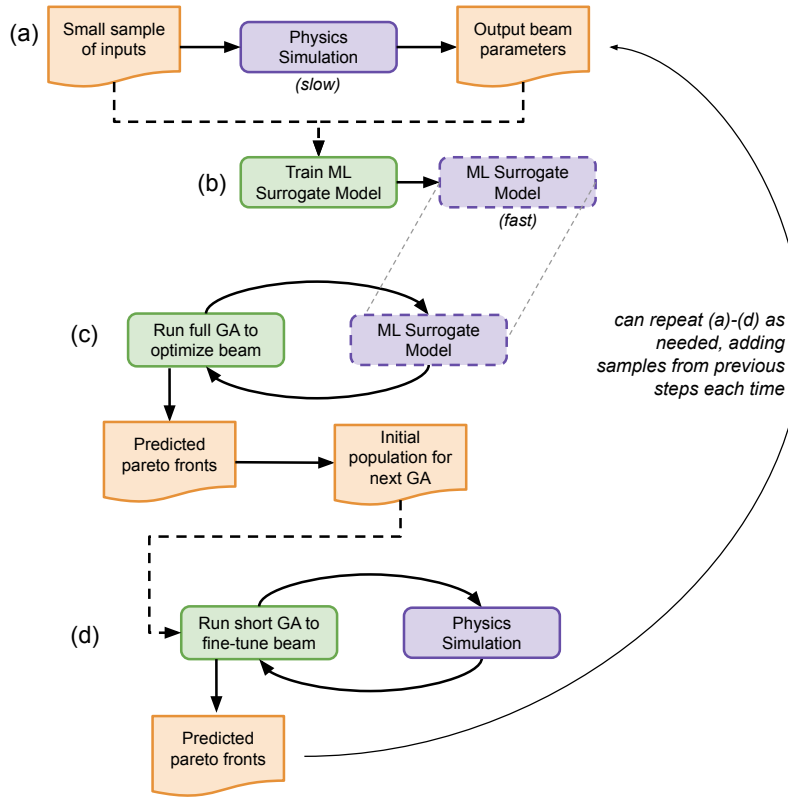 (a)
Small sample
of inputs
Physics
Simulation
(slow)
Output beam
parameters
(b)
Train ML
Surrogate Model
ML Surrogate
Model
(fast)
(c)
Run full GA to
optimize beam
ML Surrogate
Model
can repeat (a)-(d) as
needed, adding
samples from previous
steps each time
Predicted
pareto fronts
Initial
population for
next GA
(d)
Run short GA to
fine-tune beam
Physics
Simulation
Predicted
pareto fronts